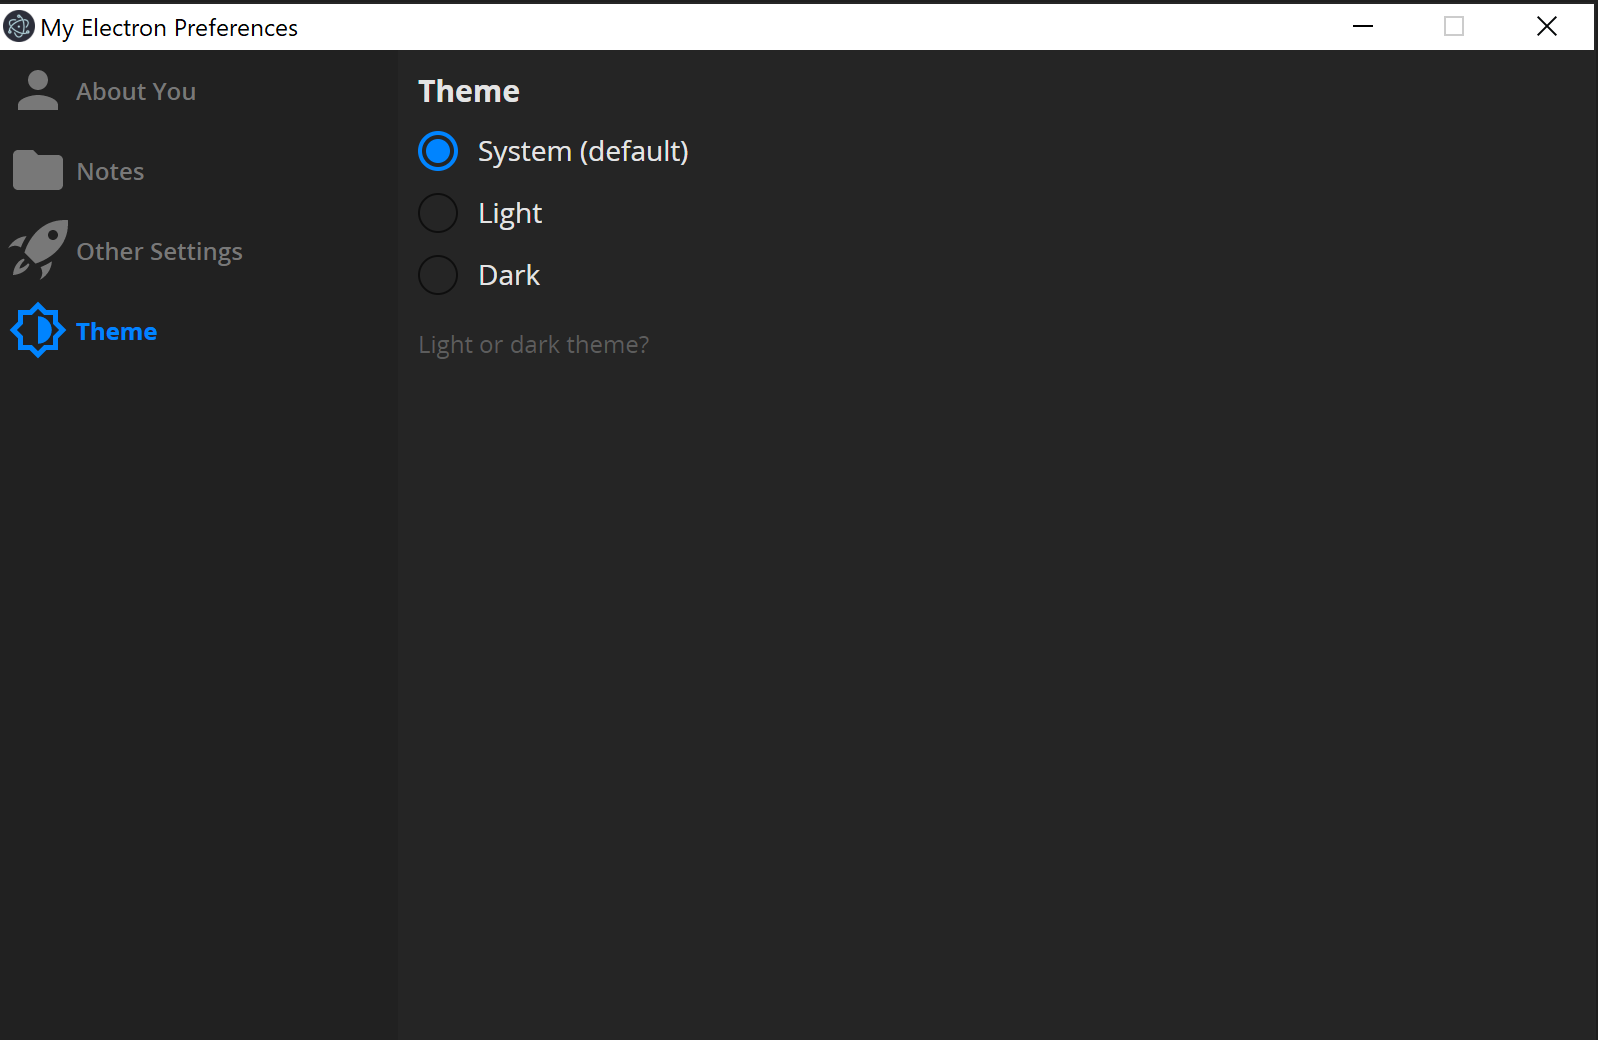 My Electron Preferences
About You
Notes
Other Settings
Theme
Theme
System (default)
Light
Dark
Light or dark theme?